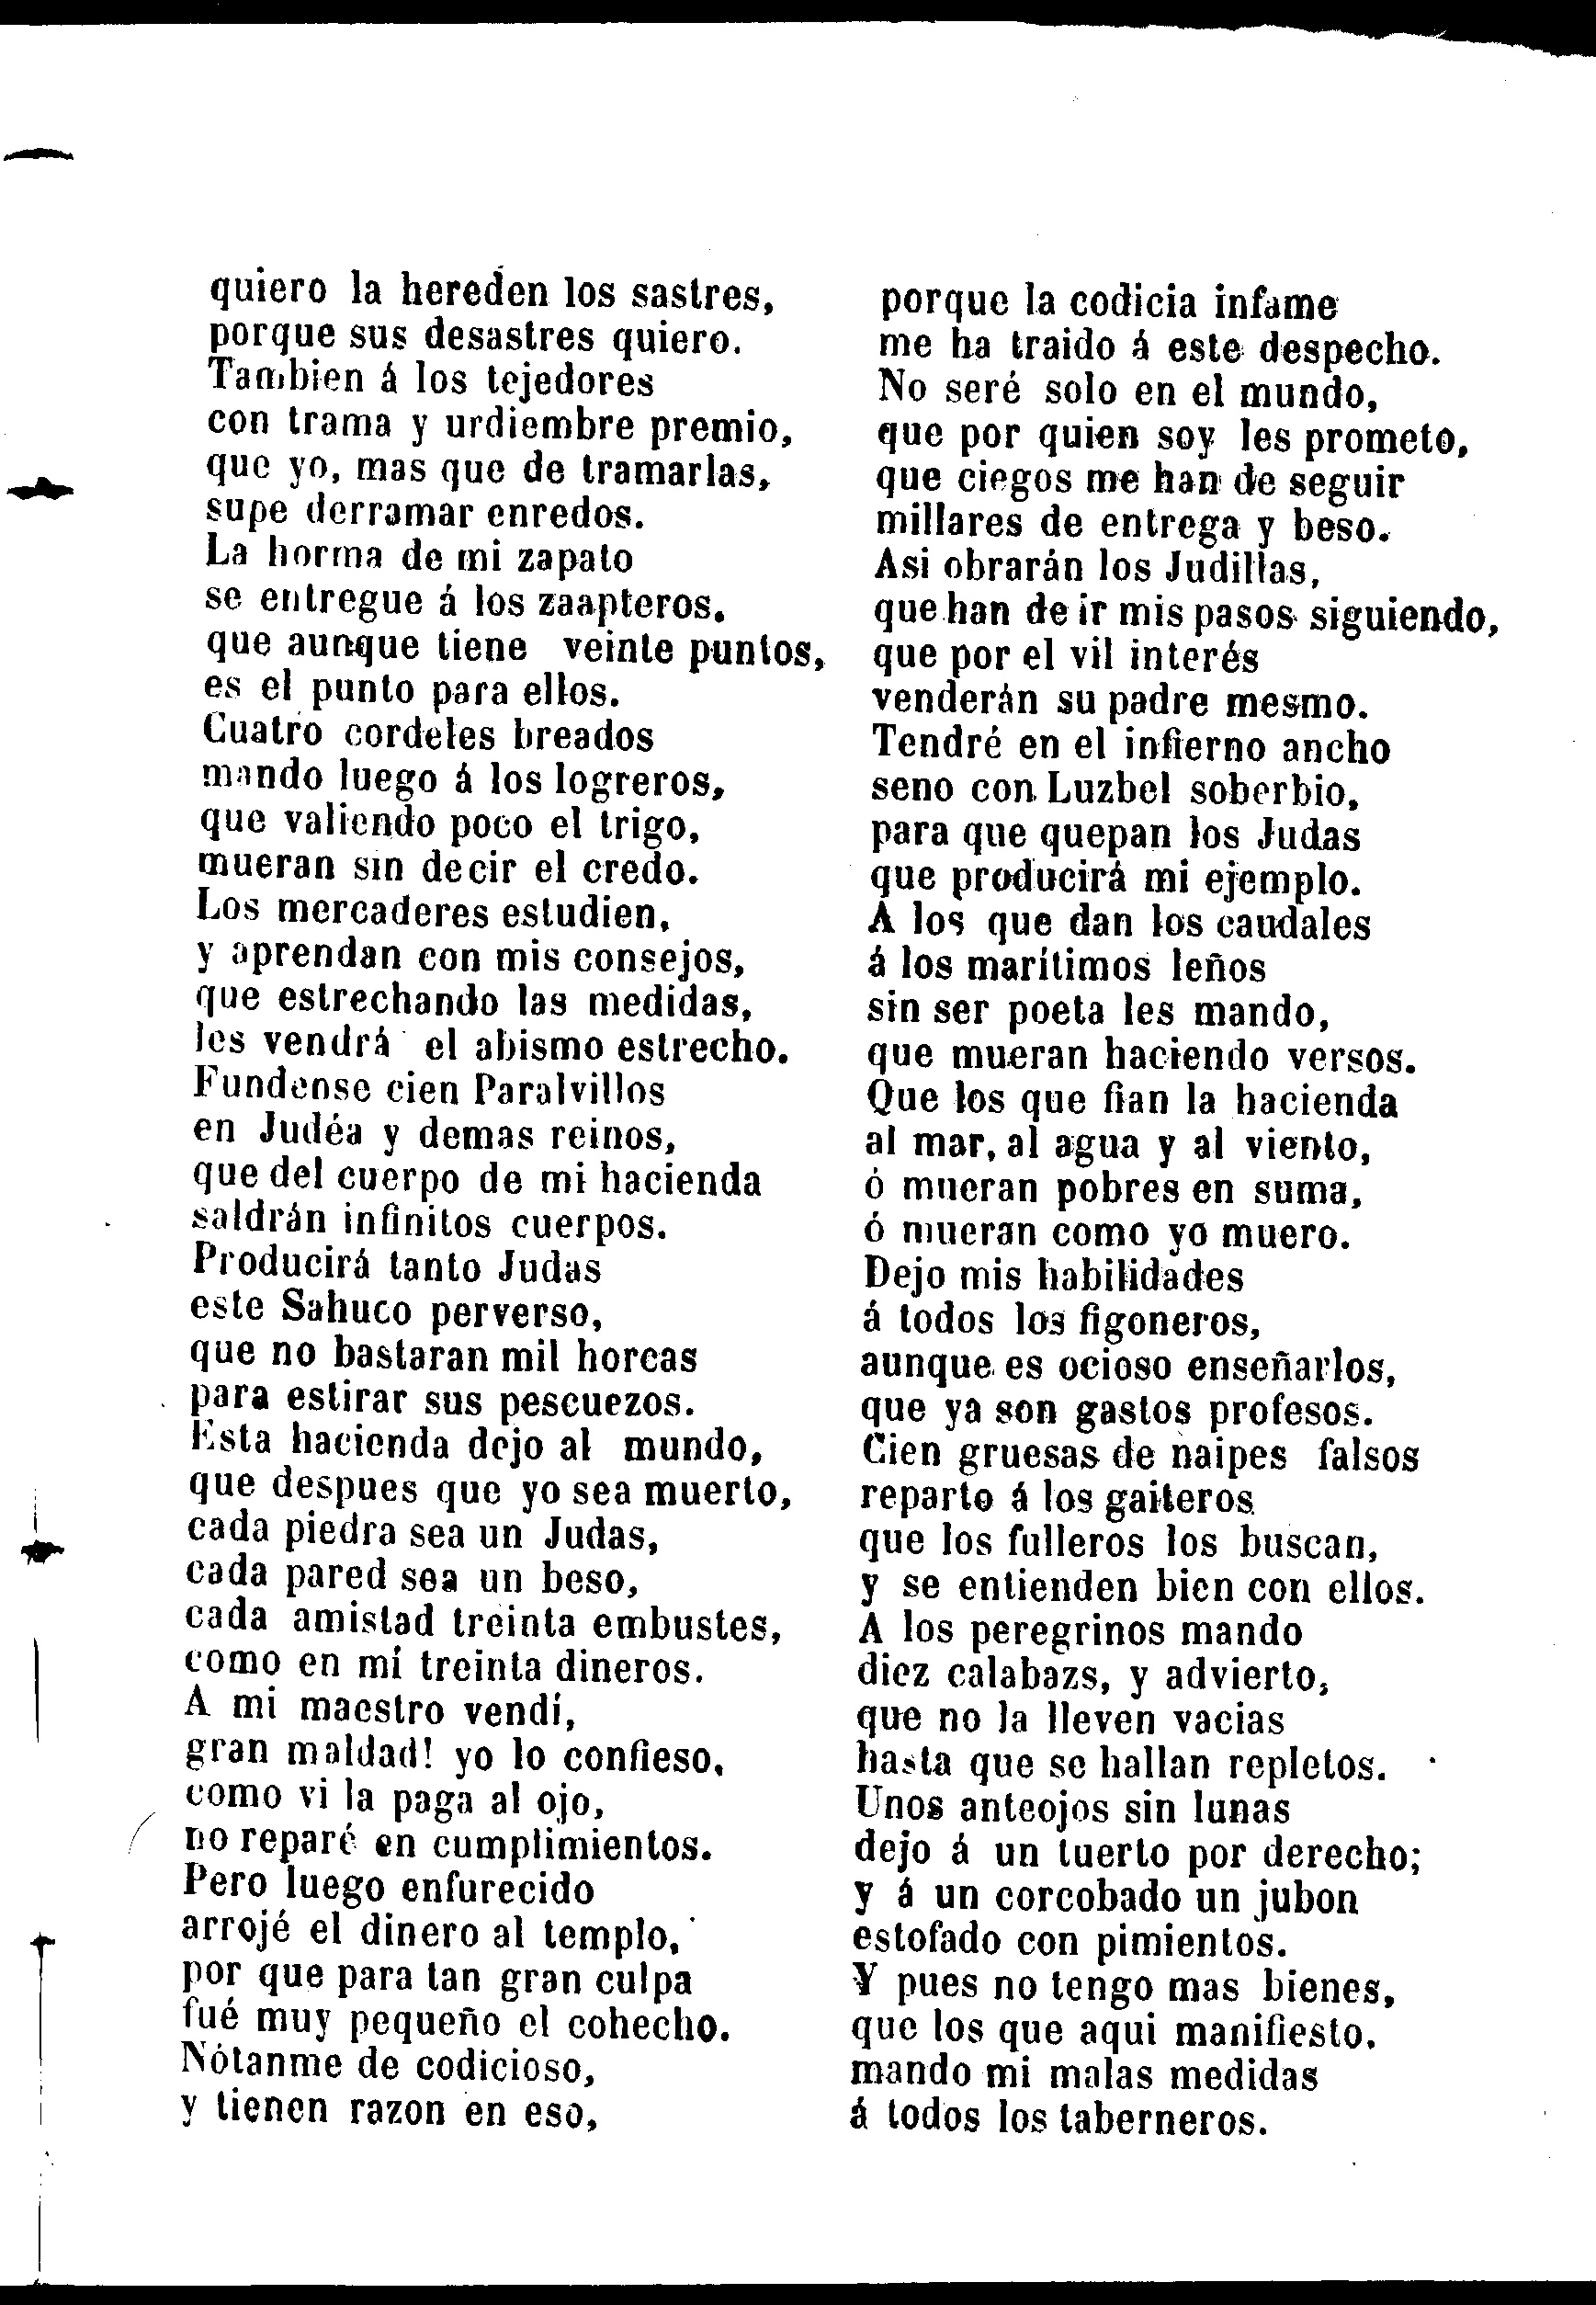 quiero la hereden los sastres,
porque sus desastres quiero.
Tambien á los tejedores
con trama y urdiembre premio,
que yo, mas que de tramarlas,
supe derramar enredos.
La horma de mi zapato
se entregue á los zaapteros.
que aunque tiene veinte puntos,
es el punto para ellos.
Cuatro cordeles breados
mando luego á los logreros,
que valiendo poco el trigo,
mueran sin decir el credo.
Los mercaderes estudien,
y aprendan con mis consejos,
que estrechando las medidas,
les vendrá el abismo estrecho.
Fundense cien Paralvillos
en Judéa y demas reinos,
que del cuerpo de mi hacienda
saldrán infinitos cuerpos.
Producirá tanto Judas
este Sahuco perverso,
que no bastaran mil horcas
para estirar sus pescuezos.
Esta hacienda dejo al mundo,
que despues que yo sea muerto,
cada piedra sea un Judas,
cada pared sea un beso,
cada amistad treinta embustes,
como en mí treinta dineros.
A mi maestro vendí,
gran maldad! yo lo confieso,
como vi la paga al ojo,
no reparé en cumplimientos.
Pero luego enfurecido
arrojé el dinero al templo,
por que para tan gran culpa
fué muy pequeño el cohecho.
Nótanme de codicioso,
y tienen razon en eso,
porque la codicia infame
me ha traido á este despecho.
No seré solo en el mundo,
que por quien soy les prometo,
que ciegos me han de seguir
millares de entrega y beso.
Asi obrarán los Judillas,
que han de ir mis pasos siguiendo,
que por el vil interés
venderán su padre mesmo.
Tendré en el infierno ancho
seno con Luzbel soberbio,
para que quepan los Judas
que producirá mi ejemplo.
A los que dan los caudales
á los marítimos leños
sin ser poeta les mando,
que mueran haciendo versos.
Que los que fian la hacienda
al mar, al agua y al viento,
ó mueran pobres en suma,
ó mueran como yo muero.
Dejo mis habilidades
á todos los figoneros,
aunque es ocioso enseñarlos,
que ya son gastos profesos.
Cien gruesas de naipes falsos
reparto á los gaiteros
que los fulleros los buscan,
y se entienden bien con ellos.
A los peregrinos mando
diez calabazs, y advierto,
que no la lleven vacias
hasta que se hallan repletos.
Unos anteojos sin lunas
dejo á un tuerto por derecho;
y á un corcobado un jubon
estofado con pimientos.
Y pues no tengo mas bienes,
que los que aqui manifiesto,
mando mi malas medidas
á todos los taberneros.